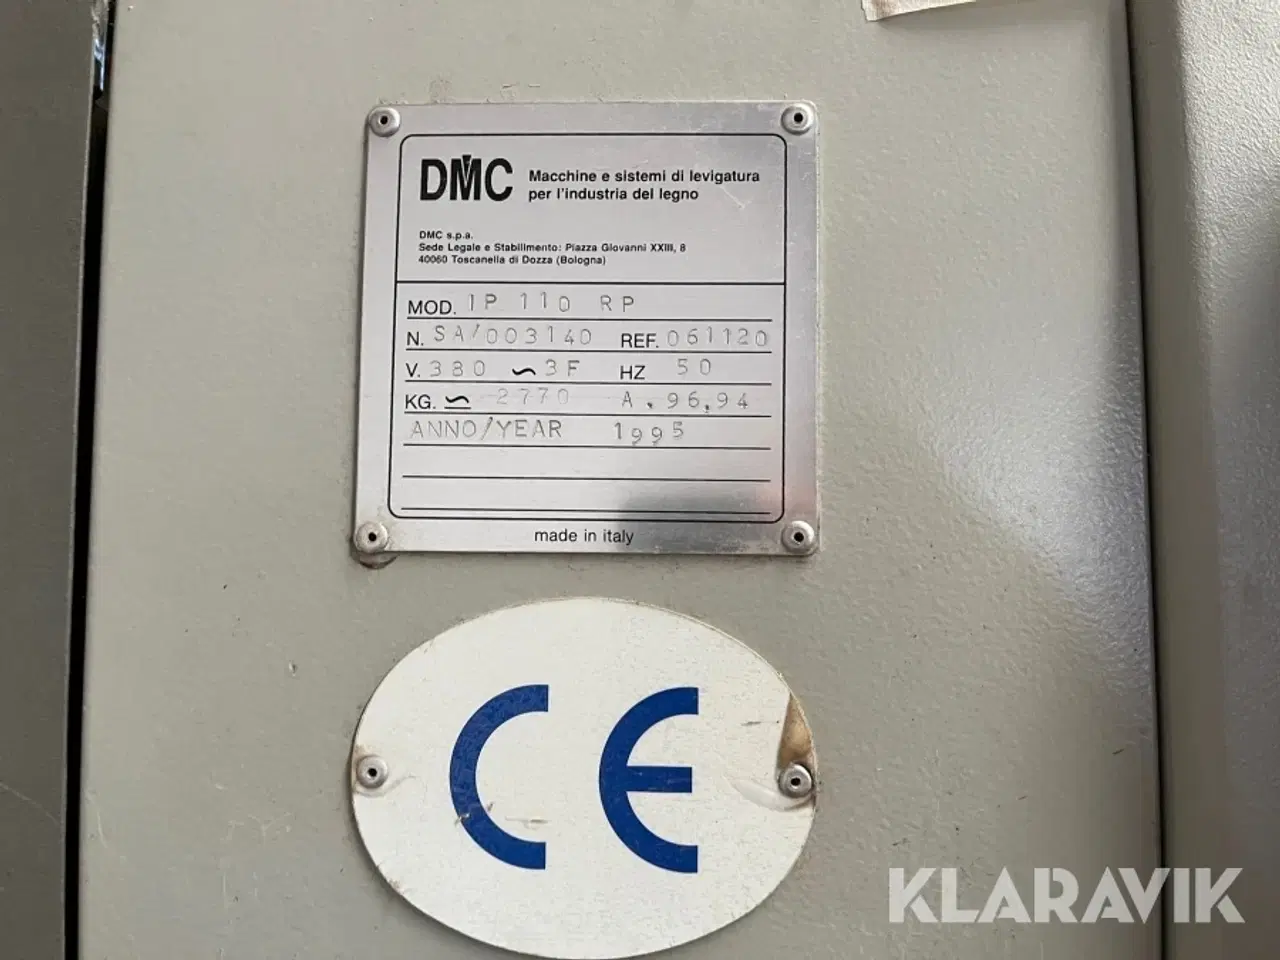 DMC
Macchine e sistemi di levigatura
per l'industria del legno
DMC s.p.a.
Sede Legale e Stabilimento: Piazza Giovanni XXIII, 8
40060 Toscanella di Dozza (Bologna)
MOD. IP 110 RP
N. SA/003140 REF. 061120
V. 380 ~3F HZ 50
KG. ≃ 2770 A. 96,94
ANNO/YEAR 1995
made in italy
CE
KLARAVIK